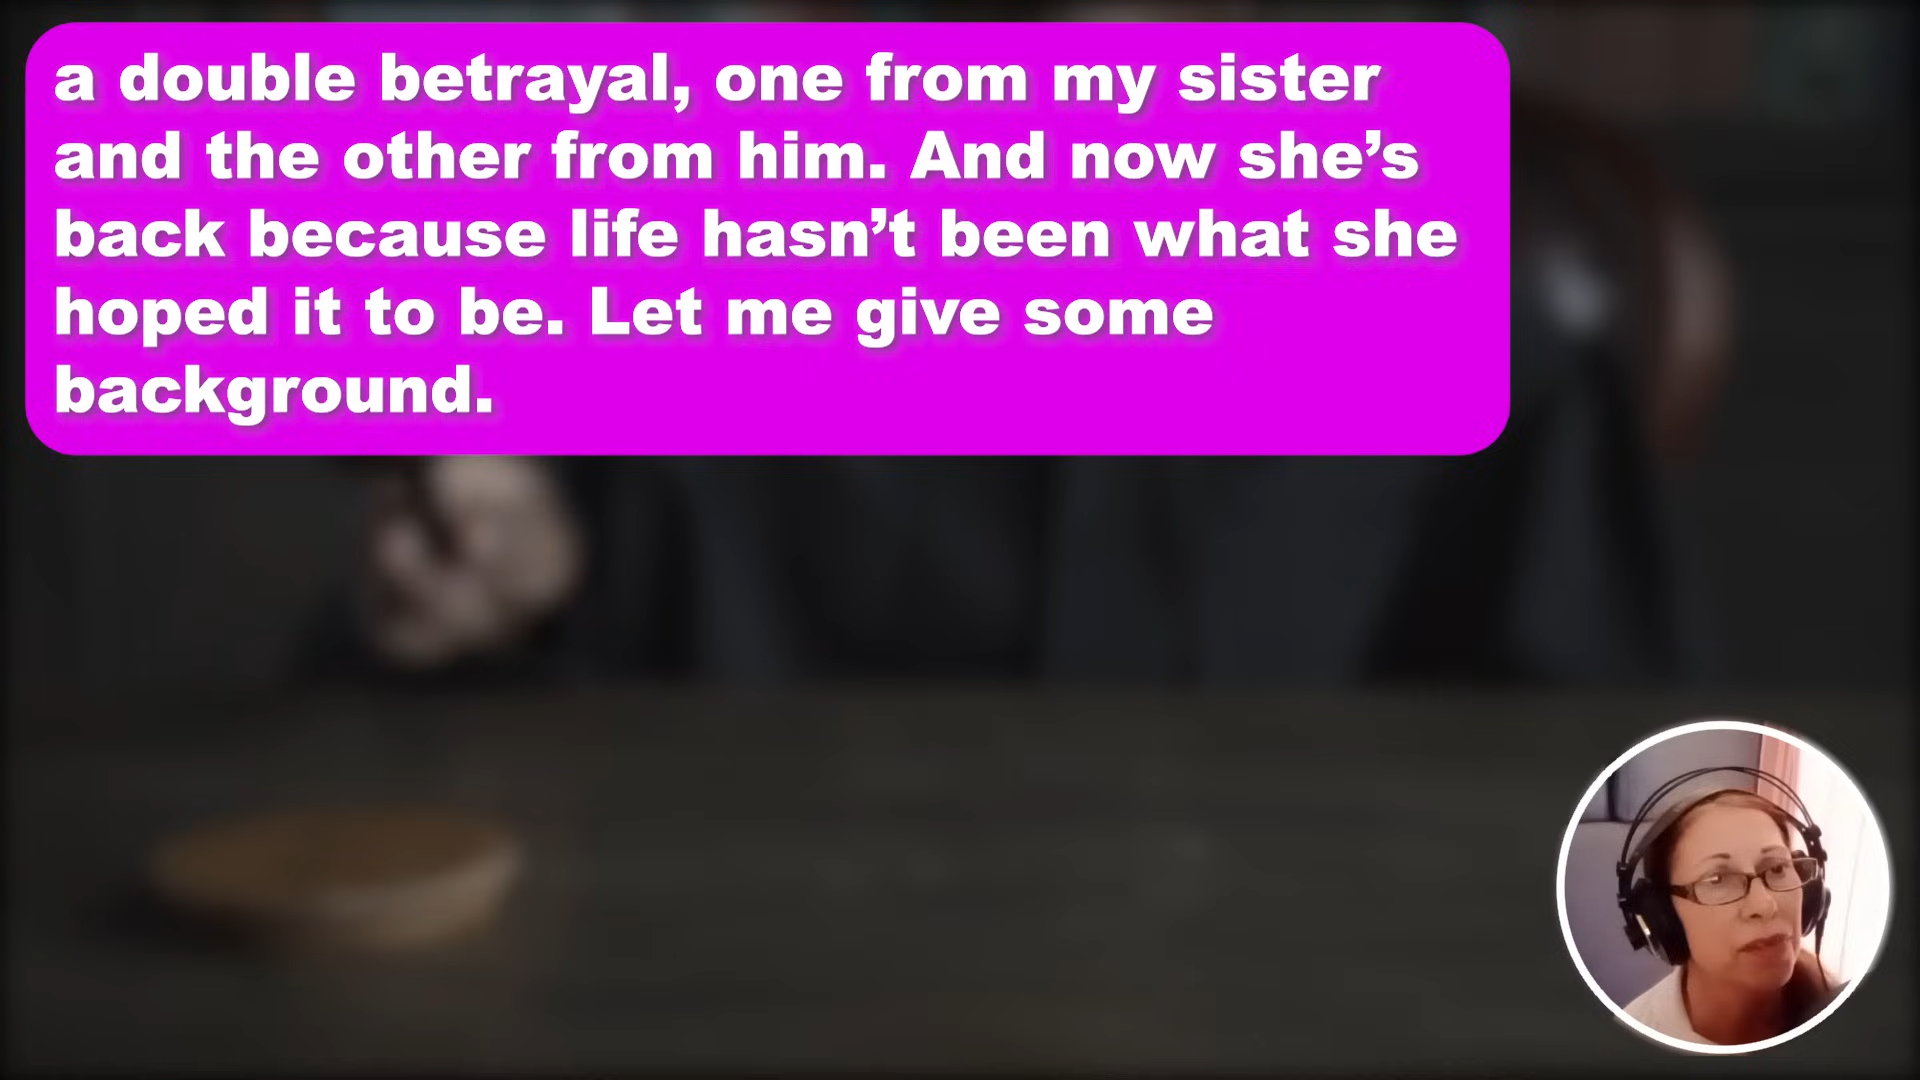 a double betrayal, one from my sister
and the other from him. And now she’s
back because life hasn’t been what she
hoped it to be. Let me give some
background.